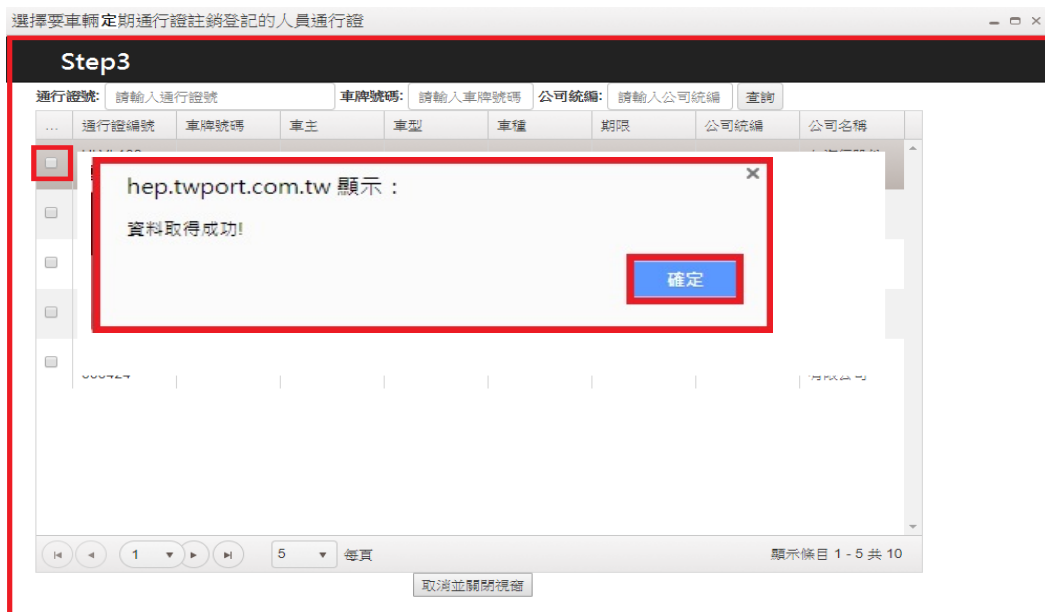 選擇要車輛定期通行證註銷登記的人員通行證
Step3
通行證號: 請輸入通行證號 車牌號碼: 請輸入車牌號碼 公司統編: 請輸入公司統編 查詢
... 通行證編號 車牌號碼 車主 車型 車種 期限 公司統編 公司名稱
hep.twport.com.tw 顯示：
資料取得成功!
確定
有限公司
1 5 每頁 顯示條目 1 - 5 共 10
取消並關閉視窗